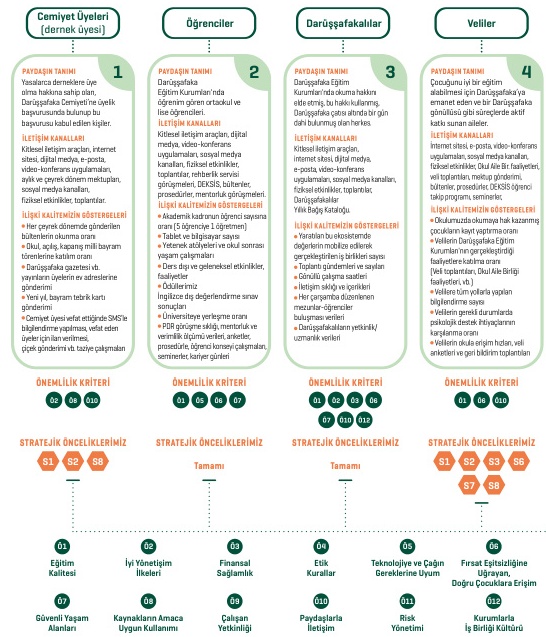 Cemiyet Üyeleri
(dernek üyesi)
1
PAYDAŞIN TANIMI
Yasalarca derneklere üye
olma hakkına sahip olan,
Darüşşafaka Cemiyeti'ne üyelik
başvurusunda bulunup bu
başvurusu kabul edilen kişiler.
İLETİŞİM KANALLARI
Kitlesel iletişim araçları, internet
sitesi, dijital medya, e-posta,
video-konferans uygulamaları,
aylık ve çeyrek dönem mektupları,
sosyal medya kanalları,
fiziksel etkinlikler, toplantılar.
İLİŞKİ KALİTEMİZİN GÖSTERGELERİ
• Her çeyrek dönemde gönderilen
bültenlerin okunma oranı
• Okul, açılış, kapanış milli bayram
törenlerine katılım oranı
• Darüşşafaka gazetesi vb.
yayınların üyelerin ev adreslerine
gönderimi
• Yeni yıl, bayram tebrik kartı
gönderimi
• Cemiyet üyesi vefat ettiğinde SMS'le
bilgilendirme yapılması, vefat eden
üyeler için ilan verilmesi,
çiçek gönderimi vb. taziye çalışmaları
ÖNEMLİLİK KRİTERİ
Ö2 Ö8 Ö10
STRATEJİK ÖNCELİKLERİMİZ
S1 S2 S8
Öğrenciler
2
PAYDAŞIN TANIMI
Darüşşafaka
Eğitim Kurumları'nda
öğrenim gören ortaokul ve
lise öğrencileri.
İLETİŞİM KANALLARI
Kitlesel iletişim araçları, dijital
medya, video-konferans
uygulamaları, sosyal medya
kanalları, fiziksel etkinlikler,
toplantılar, rehberlik servisi
görüşmeleri, DEKSİS, bültenler,
prosedürler, mentorluk görüşmeleri.
İLİŞKİ KALİTEMİZİN GÖSTERGELERİ
• Akademik kadronun öğrenci sayısına
oranı (5 öğrenciye 1 öğretmen)
• Tablet ve bilgisayar sayısı
• Yetenek atölyeleri ve okul sonrası
yaşam çalışmaları
• Ders dışı ve geleneksel etkinlikler,
faaliyetler
• Ödüllerimiz
İngilizce dış değerlendirme sınav
sonuçları
• Üniversiteye yerleşme oranı
• PDR görüşme sıklığı, mentorluk ve
verimlilik ölçümü verileri, anketler,
prosedürle, öğrenci konseyi çalışmaları,
seminerler, kariyer günleri
ÖNEMLİLİK KRİTERİ
Ö1 Ö5 Ö6 Ö7
STRATEJİK ÖNCELİKLERİMİZ
Tamamı
Darüşşafakalılar
3
PAYDAŞIN TANIMI
Darüşşafaka Eğitim
Kurumları'nda okuma hakkını
elde etmiş, bu hakkı kullanmış,
Darüşşafaka çatısı altında bir gün
dahi bulunmuş olan herkes.
İLETİŞİM KANALLARI
Kitlesel iletişim araçları,
internet sitesi, dijital medya,
e-posta, video-konferans
uygulamaları, sosyal medya kanalları,
fiziksel etkinlikler, toplantılar,
Darüşşafakalılar
Yıllık Bağış Kataloğu.
İLİŞKİ KALİTEMİZİN GÖSTERGELERİ
• Yaratılan bu ekosistemde
değerlerin mobilize edilerek
gerçekleştirilen iş birlikleri sayısı
• Toplantı gündemleri ve sayıları
• Gönüllü çalışma saatleri
• İletişim sıklığı ve içerikleri
• Her çarşamba düzenlenen
mezunlar-öğrenciler
buluşması verileri
• Darüşşafakalıların yetkinlik/
uzmanlık verileri
ÖNEMLİLİK KRİTERİ
Ö1 Ö2 Ö3 Ö6
Ö7 Ö10 Ö12
STRATEJİK ÖNCELİKLERİMİZ
Tamamı
Veliler
4
PAYDAŞIN TANIMI
Çocuğunu iyi bir eğitim
alabilmesi için Darüşşafaka'ya
emanet eden ve bir Darüşşafaka
gönüllüsü gibi süreçlerde aktif
katkı sunan aileler.
İLETİŞİM KANALLARI
İnternet sitesi, e-posta, video-konferans
uygulamaları, sosyal medya kanalları,
fiziksel etkinlikler, Okul Aile Br. faaliyetleri,
veli toplantıları, mektup gönderimi,
bültenler, prosedürler, DEKSİS öğrenci
takip programı, seminerler,
İLİŞKİ KALİTEMİZİN GÖSTERGELERİ
• Okulumuzda okumaya hak kazanmış
çocukların kayıt yaptırma oranı
• Velilerin Darüşşafaka Eğitim
Kurumları'nın gerçekleştirdiği
faaliyetlere katılma oranı
(Veli toplantıları, Okul Aile Birliği
faaliyetleri, vb.)
• Velilere tüm yollarla yapılan
bilgilendirme sayısı
• Velilerin gerekli durumlarda
psikolojik destek ihtiyaçlarının
karşılanma oranı
• Velilerin okula erişim hızları, veli
anketleri ve geri bildirim toplantıları
ÖNEMLİLİK KRİTERİ
Ö1 Ö6 Ö10
STRATEJİK ÖNCELİKLERİMİZ
S1 S2 S3 S6
S7 S8
Ö1
Eğitim
Kalitesi
Ö2
İyi Yönetişim
İlkeleri
Ö3
Finansal
Sağlamlık
Ö4
Etik
Kurallar
Ö5
Teknolojiye ve Çağın
Gereklerine Uyum
Ö6
Fırsat Eşitsizliğine
Uğrayan,
Doğru Çocuklara Erişim
Ö7
Güvenli Yaşam
Alanları
Ö8
Kaynakların Amaca
Uygun Kullanımı
Ö9
Çalışan
Yetkinliği
Ö10
Paydaşlarla
İletişim
Ö11
Risk
Yönetimi
Ö12
Kurumlarla
İş Birliği Kültürü